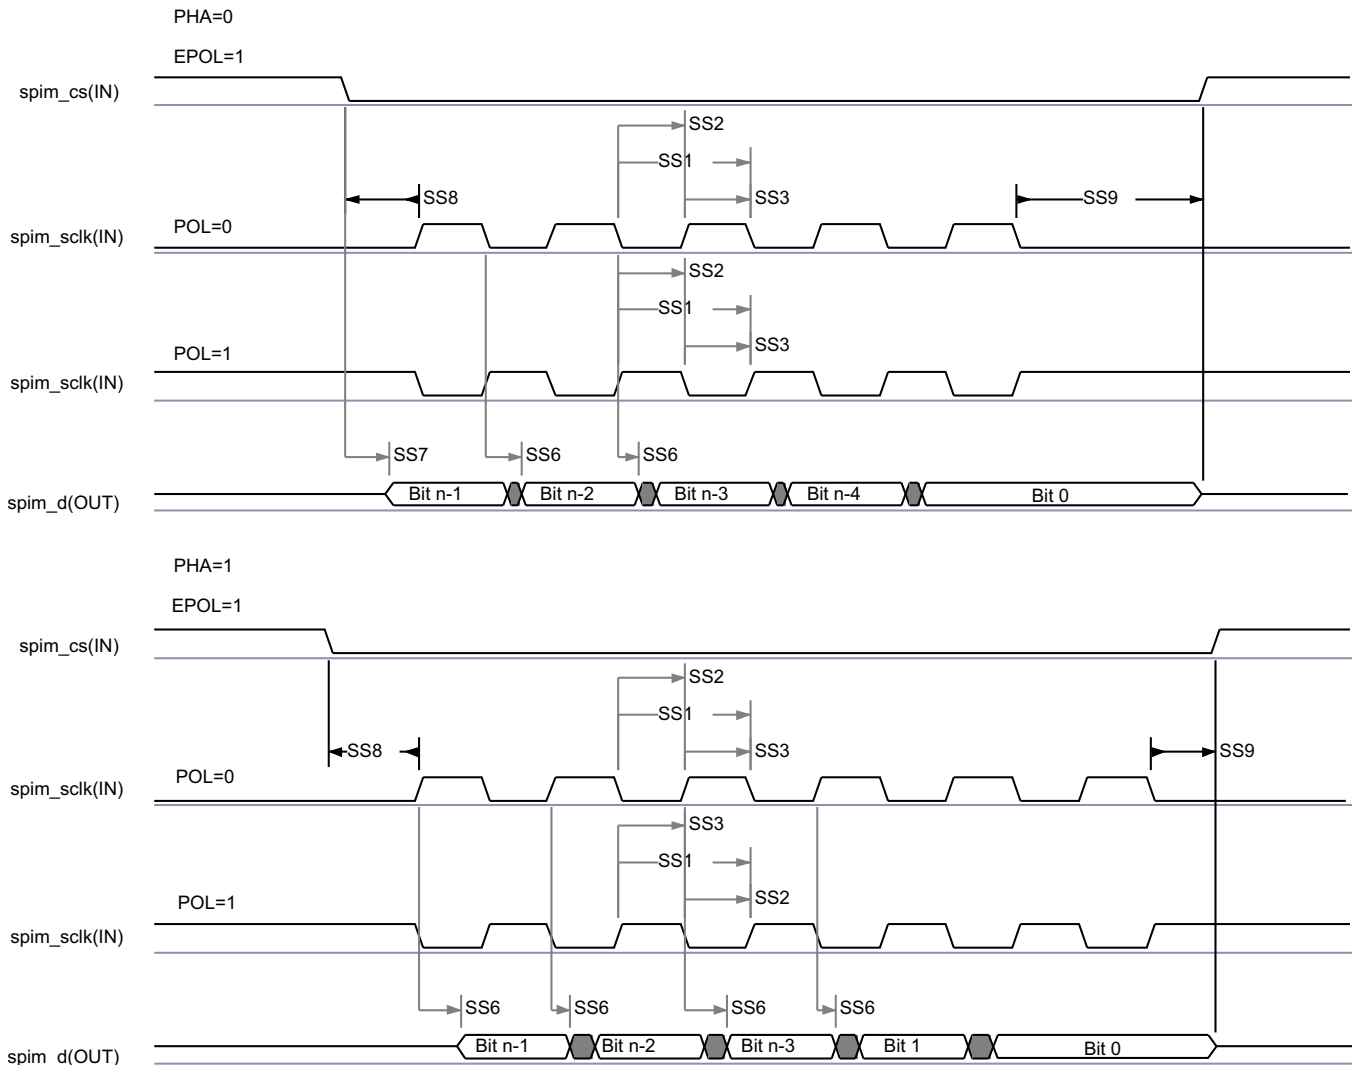 PHA=0
EPOL=1
spim_cs(IN)
SS2
SS1
SS8
SS3
SS9
POL=0
spim_sclk(IN)
SS2
SS1
SS3
POL=1
spim_sclk(IN)
SS7
SS6
SS6
Bit n-1
Bit n-2
Bit n-3
Bit n-4
Bit 0
spim_d(OUT)
PHA=1
EPOL=1
spim_cs(IN)
SS2
SS1
SS8
SS3
SS9
POL=0
spim_sclk(IN)
SS3
SS1
SS2
POL=1
spim_sclk(IN)
SS6
SS6
SS6
SS6
Bit n-1
Bit n-2
Bit n-3
Bit 1
Bit 0
spim_d(OUT)